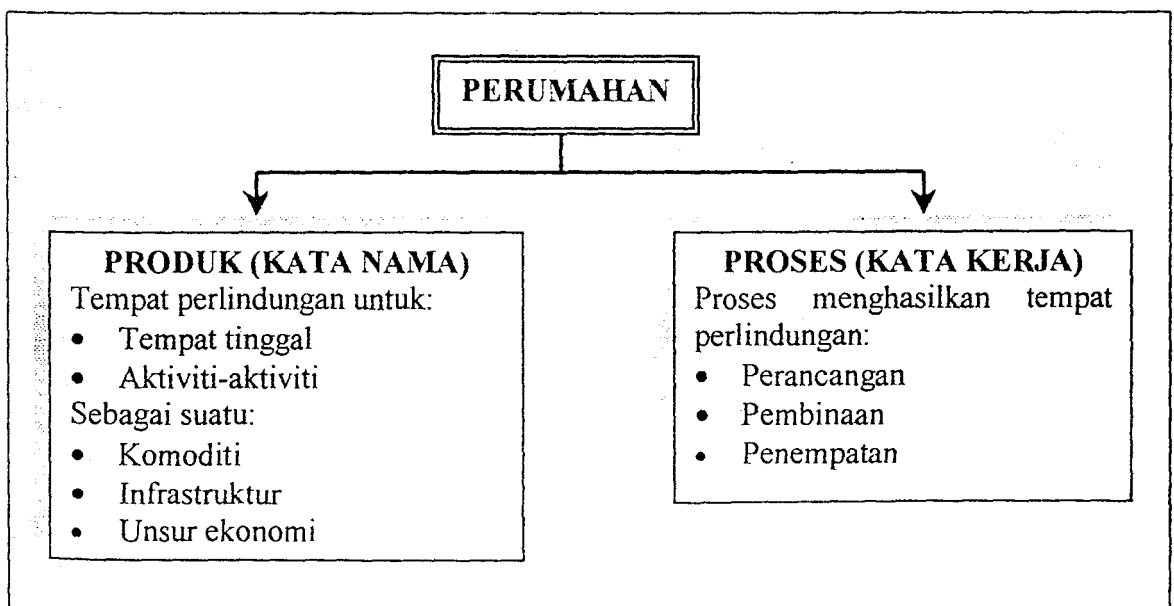 PERUMAHAN
PRODUK (KATA NAMA)
Tempat perlindungan untuk:
• Tempat tinggal
• Aktiviti-aktiviti
Sebagai suatu:
• Komoditi
• Infrastruktur
• Unsur ekonomi
PROSES (KATA KERJA)
Proses menghasilkan tempat
perlindungan:
• Perancangan
• Pembinaan
• Penempatan